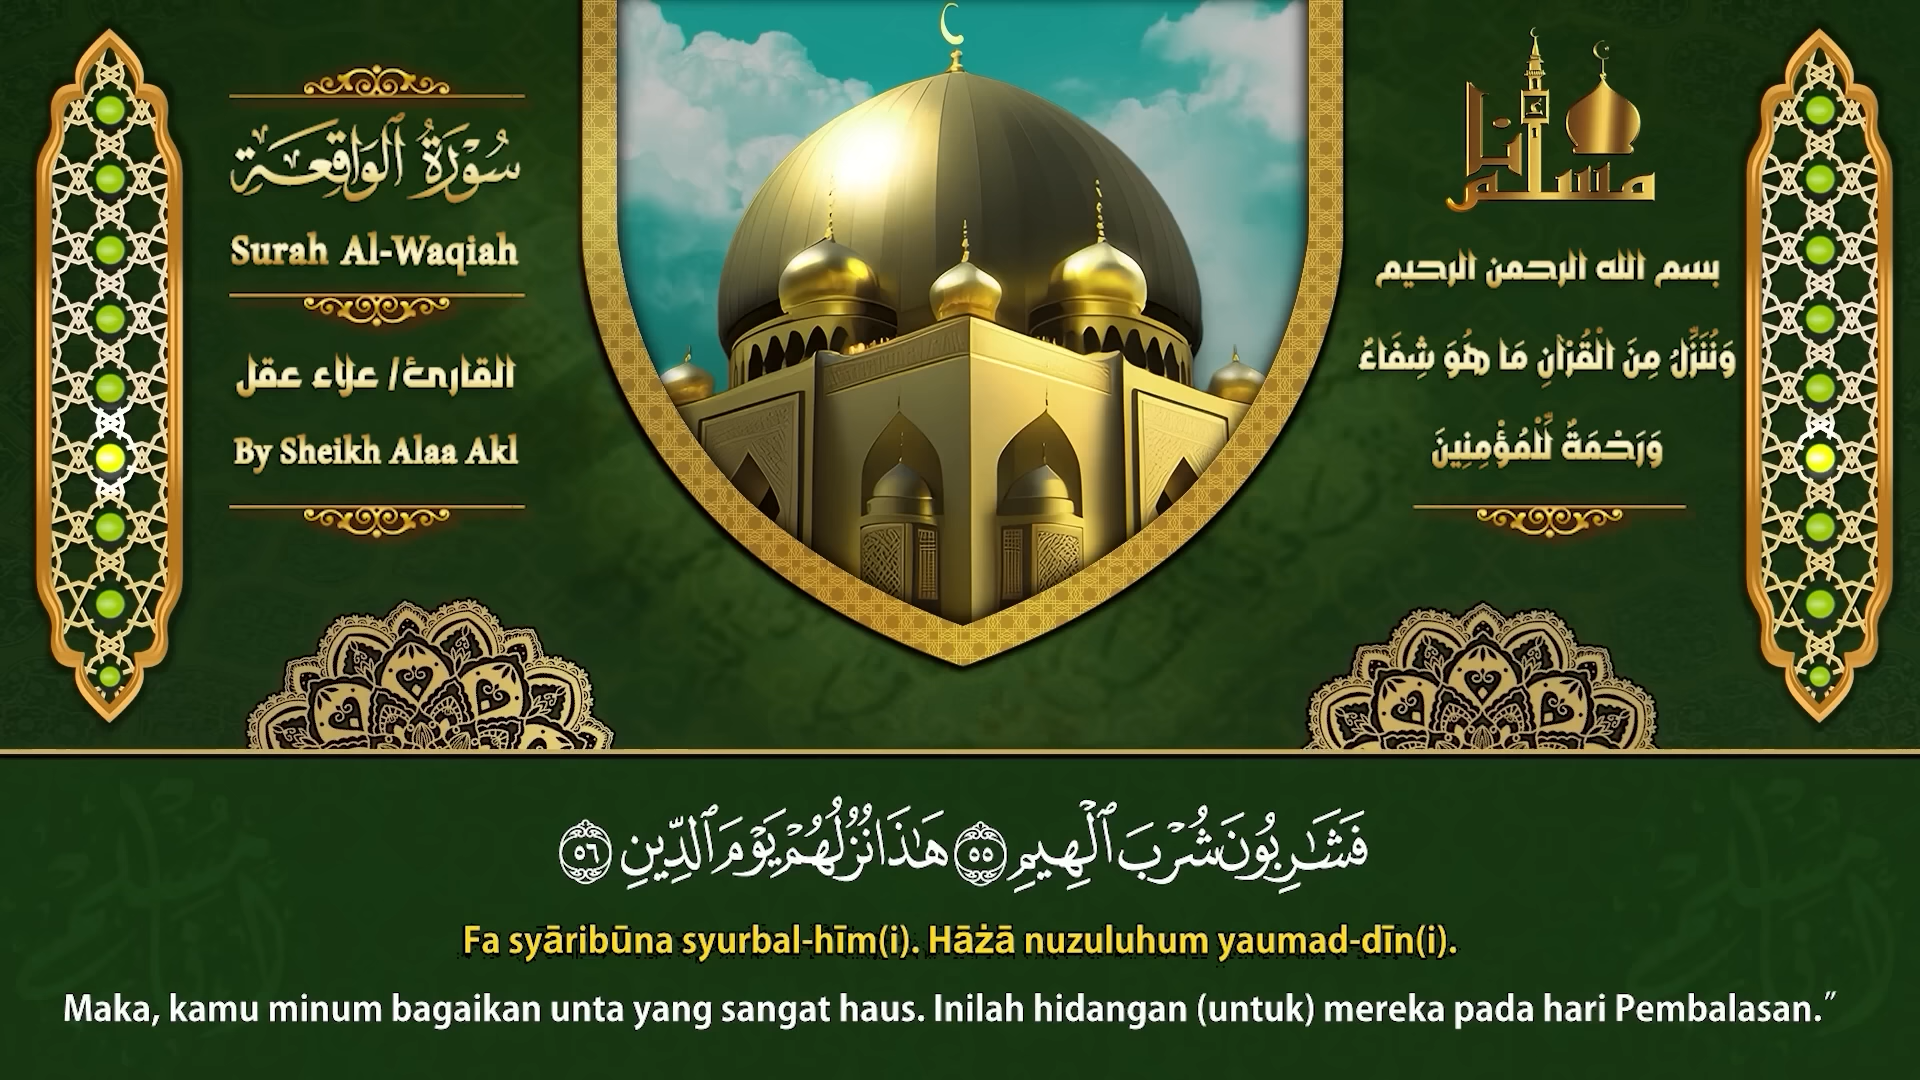 سُورَةُ الوَاقِعَة
Surah Al-Waqiah
القارئ/ علاء عقل
By Sheikh Alaa Akl
أنا مسلم
بسم الله الرحمن الرحيم
وَنُنَزِّلُ مِنَ الْقُرْآنِ مَا هُوَ شِفَاءٌ
وَرَحْمَةٌ لِّلْمُؤْمِنِينَ
فَشَٰرِبُونَ شُرْبَ ٱلْهِيمِ ٥٥ هَٰذَا نُزُلُهُمْ يَوْمَ ٱلدِّينِ ٥٦
Fa syāribūna syurbal-hīm(i). Hāżā nuzuluhum yaumad-dīn(i).
Maka, kamu minum bagaikan unta yang sangat haus. Inilah hidangan (untuk) mereka pada hari Pembalasan.”